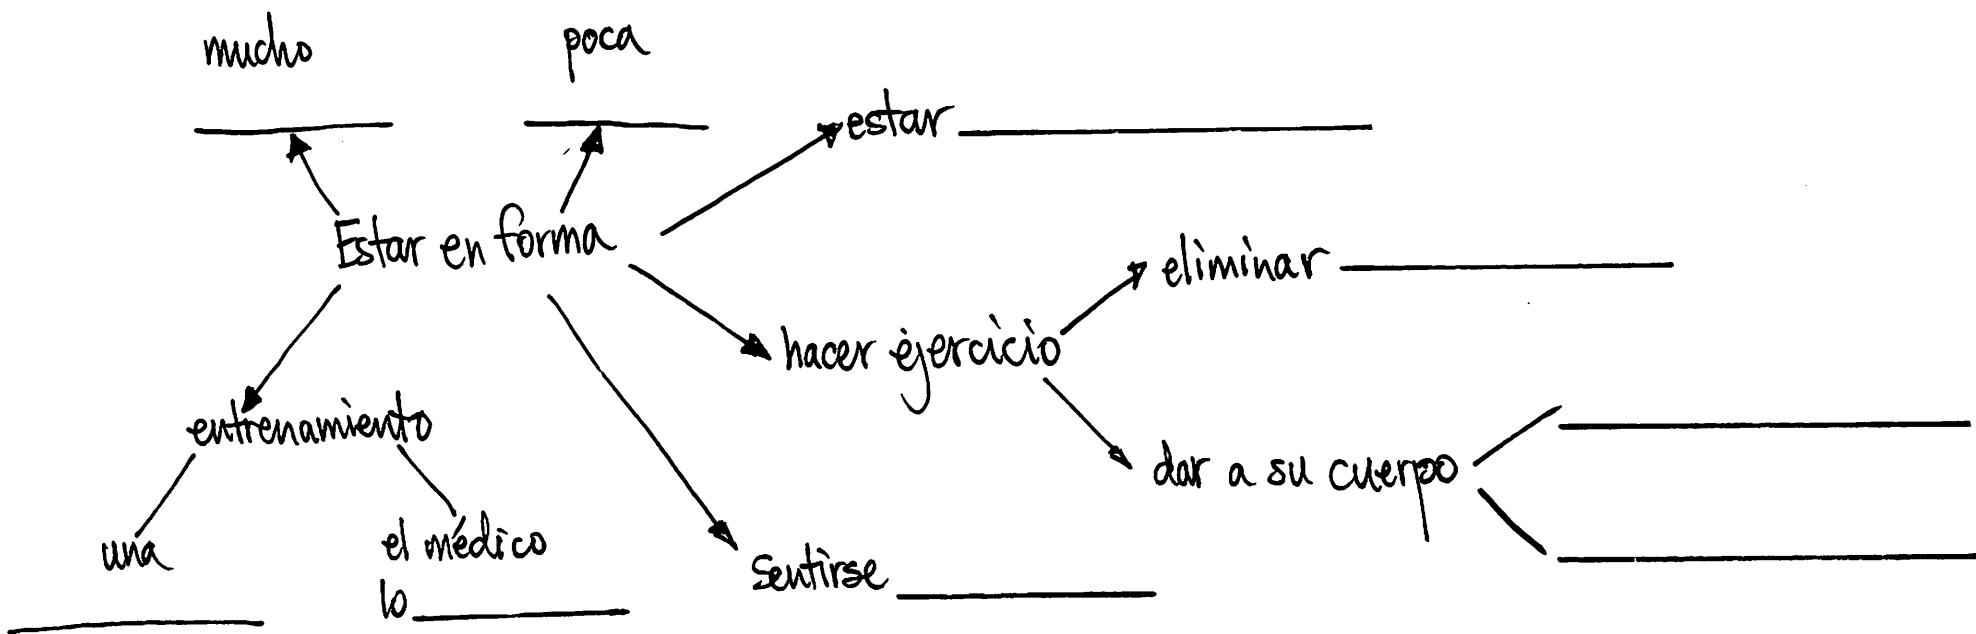 mucho
poca
estar
Estar en forma
eliminar
hacer ejercicio
entrenamiento
dar a su cuerpo
una
el médico
lo
sentirse